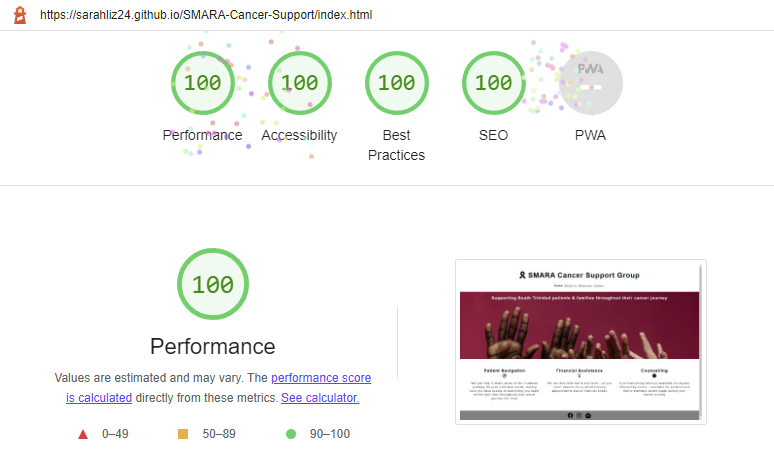 https://sarahliz24.github.io/SMARA-Cancer-Support/index.html
100 100 100 100 PWA
Performance Accessibility Best Practices SEO PWA
100
Performance
Values are estimated and may vary. The performance score
is calculated directly from these metrics. See calculator.
0–49 50–89 90–100
SMARA Cancer Support Group
Supporting South Trinidad patients & families throughout their cancer journey
Patient Navigation Financial Assistance Counselling